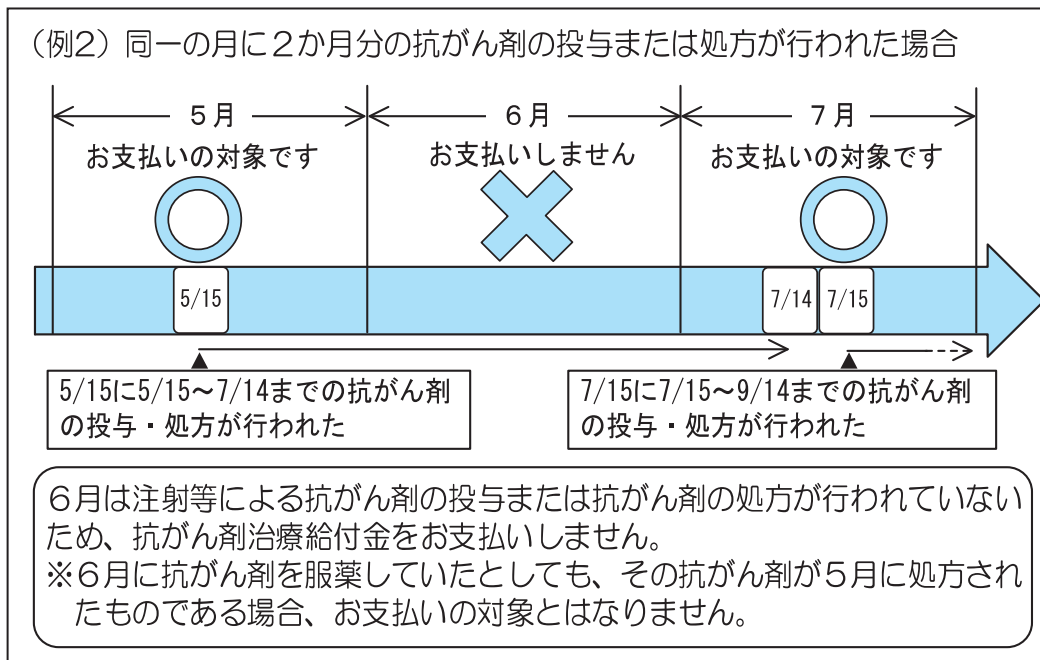 （例2）同一の月に２か月分の抗がん剤の投与または処方が行われた場合
５月
６月
７月
お支払いの対象です
お支払いしません
お支払いの対象です
5/15
7/14
7/15
5/15に5/15～7/14までの抗がん剤
の投与・処方が行われた
7/15に7/15～9/14までの抗がん剤
の投与・処方が行われた
６月は注射等による抗がん剤の投与または抗がん剤の処方が行われていない
ため、抗がん剤治療給付金をお支払いしません。
※６月に抗がん剤を服薬していたとしても、その抗がん剤が５月に処方され
たものである場合、お支払いの対象とはなりません。